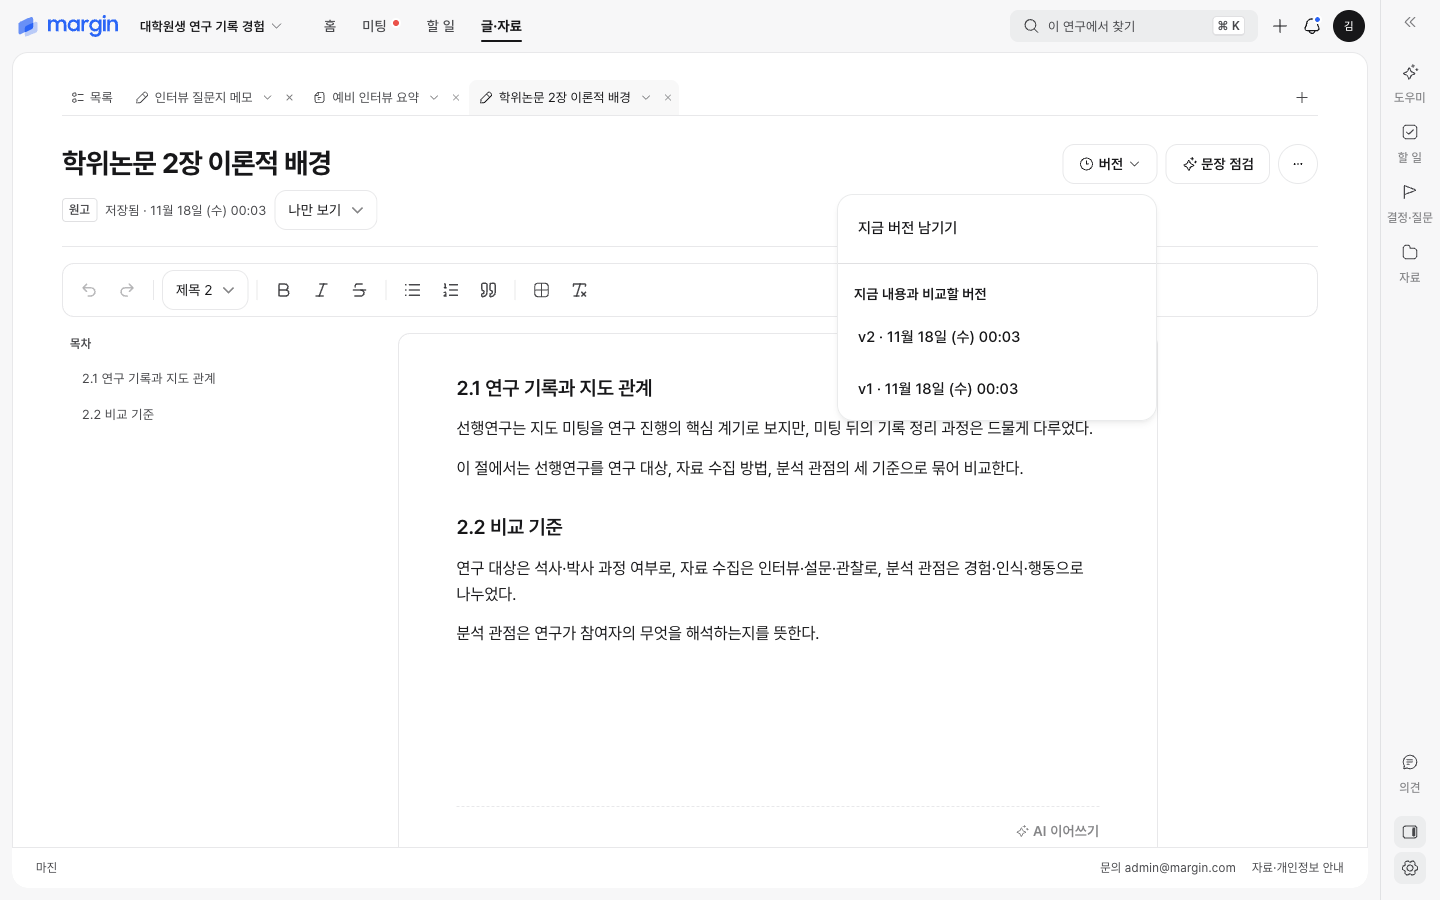 margin
대학원생 연구 기록 경험
홈
미팅
할 일
글·자료
이 연구에서 찾기
⌘ K
김
목록
인터뷰 질문지 메모
예비 인터뷰 요약
학위논문 2장 이론적 배경
학위논문 2장 이론적 배경
버전
문장 점검
원고
저장됨 · 11월 18일 (수) 00:03
나만 보기
지금 버전 남기기
지금 내용과 비교할 버전
v2 · 11월 18일 (수) 00:03
v1 · 11월 18일 (수) 00:03
제목 2
목차
2.1 연구 기록과 지도 관계
2.2 비교 기준
2.1 연구 기록과 지도 관계
선행연구는 지도 미팅을 연구 진행의 핵심 계기로 보지만, 미팅 뒤의 기록 정리 과정은 드물게 다루었다.
이 절에서는 선행연구를 연구 대상, 자료 수집 방법, 분석 관점의 세 기준으로 묶어 비교한다.
2.2 비교 기준
연구 대상은 석사·박사 과정 여부로, 자료 수집은 인터뷰·설문·관찰로, 분석 관점은 경험·인식·행동으로
나누었다.
분석 관점은 연구가 참여자의 무엇을 해석하는지를 뜻한다.
AI 이어쓰기
도우미
할 일
결정·질문
자료
의견
마진
문의 admin@margin.com
자료·개인정보 안내